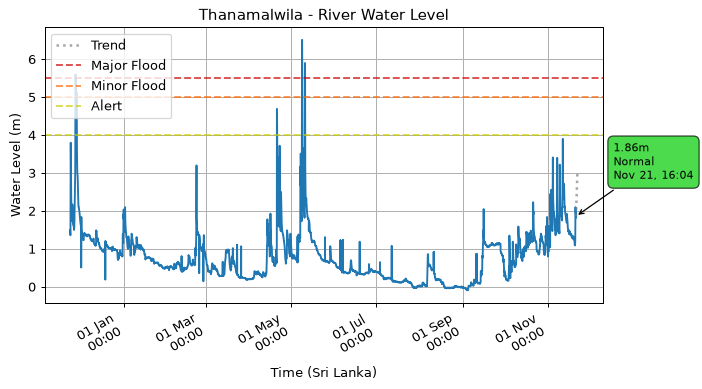 Thanamalwila - River Water Level
Trend
Major Flood
Minor Flood
Alert
Water Level (m)
6
5
4
3
2
1
0
1.86m
Normal
Nov 21, 16:04
01 Jan
00:00
01 Mar
00:00
01 May
00:00
01 Jul
00:00
01 Sep
00:00
01 Nov
00:00
Time (Sri Lanka)